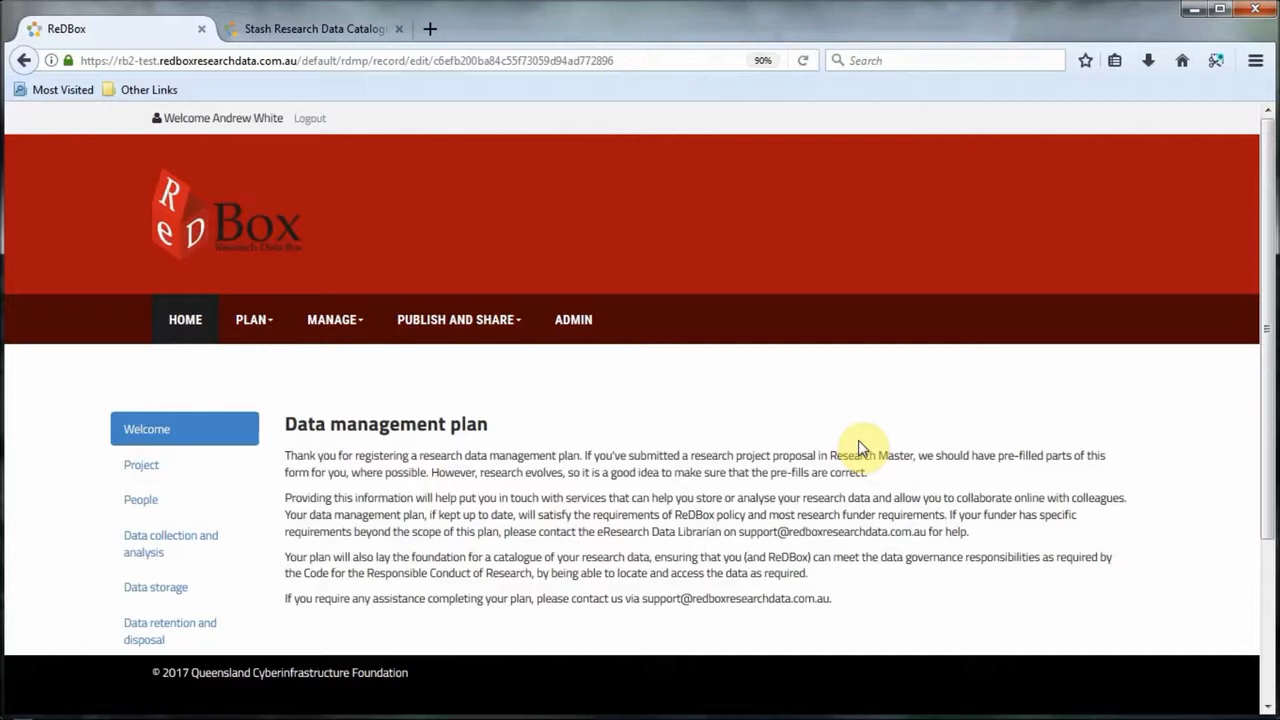 ReDBox
Stash Research Data Catalog
https://rb2-test.redboxresearchdata.com.au/default/rdmp/record/edit/c6efb200ba84c55f73059d94ad772896
90%
Search
Most Visited
Other Links
Welcome Andrew White
Logout
ReD
Box
Research Data Box
HOME
PLAN
MANAGE
PUBLISH AND SHARE
ADMIN
Welcome
Project
People
Data collection and
analysis
Data storage
Data retention and
disposal
Data management plan
Thank you for registering a research data management plan. If you've submitted a research project proposal in Research Master, we should have pre-filled parts of this
form for you, where possible. However, research evolves, so it is a good idea to make sure that the pre-fills are correct.
Providing this information will help put you in touch with services that can help you store or analyse your research data and allow you to collaborate online with colleagues.
Your data management plan, if kept up to date, will satisfy the requirements of ReDBox policy and most research funder requirements. If your funder has specific
requirements beyond the scope of this plan, please contact the eResearch Data Librarian on support@redboxresearchdata.com.au for help.
Your plan will also lay the foundation for a catalogue of your research data, ensuring that you (and ReDBox) can meet the data governance responsibilities as required by
the Code for the Responsible Conduct of Research, by being able to locate and access the data as required.
If you require any assistance completing your plan, please contact us via support@redboxresearchdata.com.au.
© 2017 Queensland Cyberinfrastructure Foundation